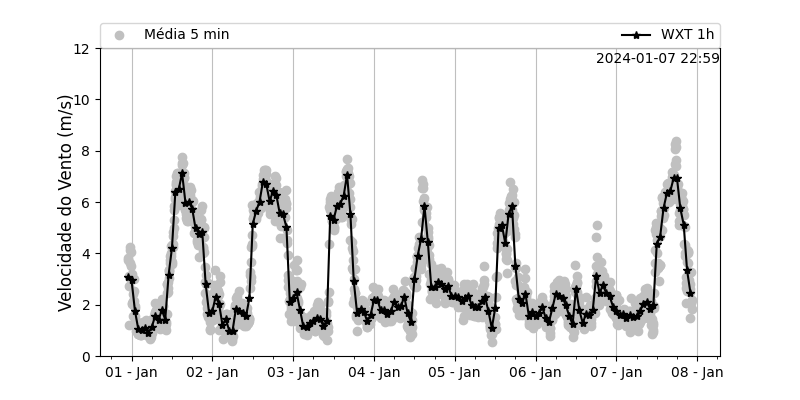 Média 5 min
WXT 1h
2024-01-07 22:59
Velocidade do Vento (m/s)
12
10
8
6
4
2
0
01 - Jan
02 - Jan
03 - Jan
04 - Jan
05 - Jan
06 - Jan
07 - Jan
08 - Jan